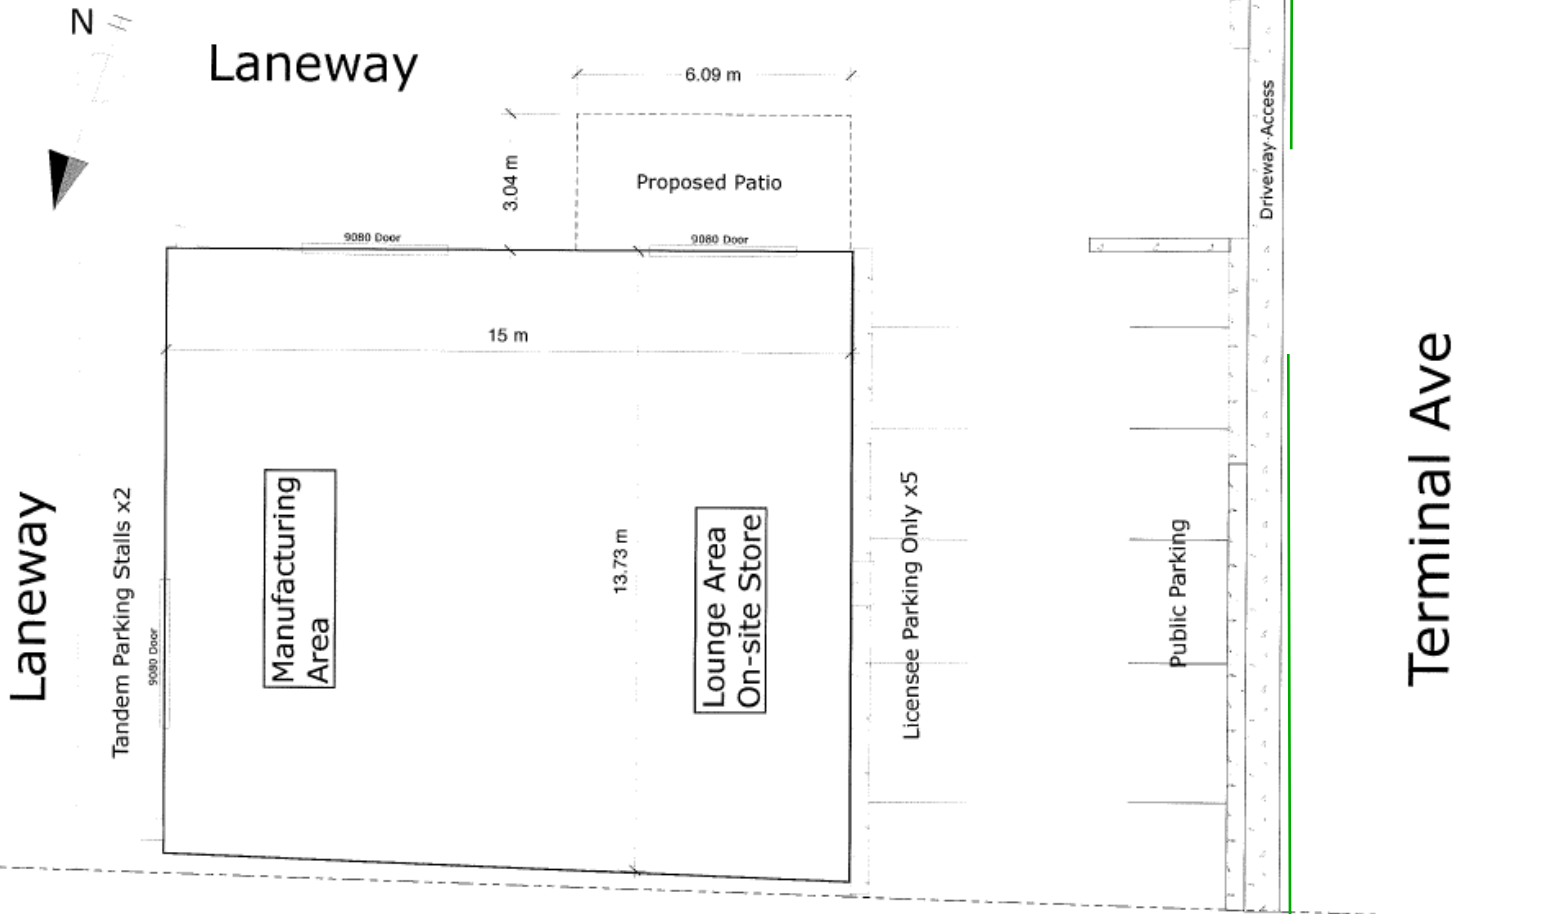 N
Laneway
6.09 m
3.04 m
Proposed Patio
Driveway Access
9080 Door
9080 Door
15 m
Laneway
Tandem Parking Stalls x2
9080 Door
Manufacturing
Area
13.73 m
Lounge Area
On-site Store
Licensee Parking Only x5
Public Parking
Terminal Ave